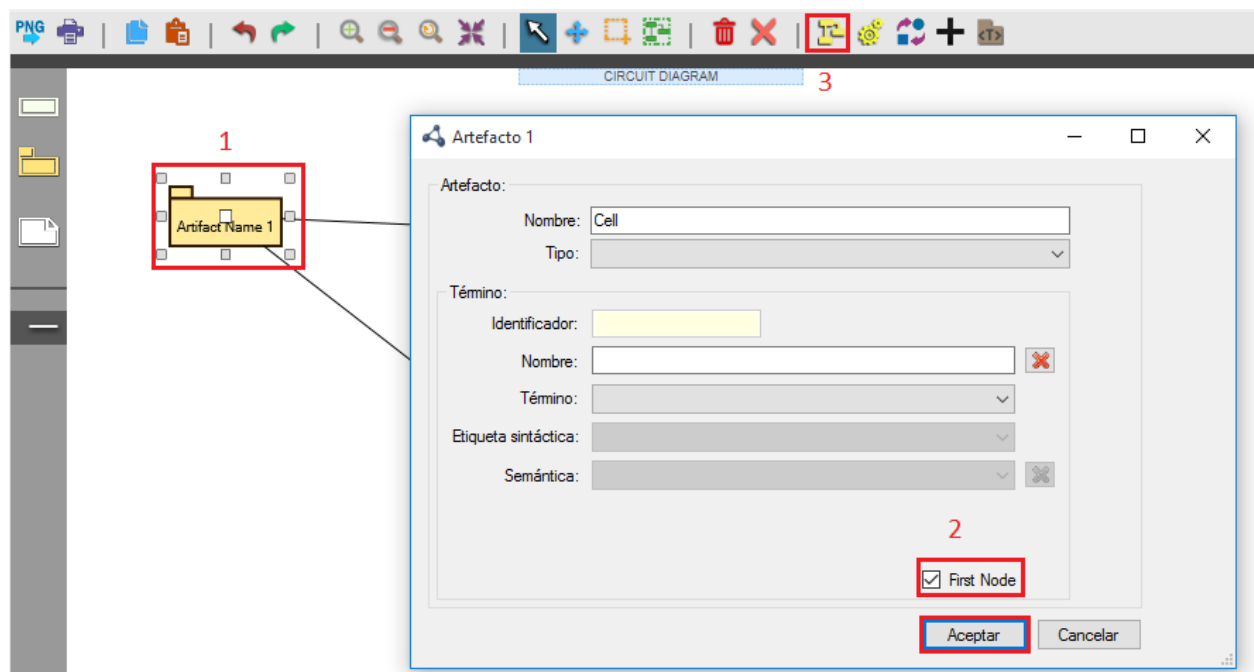 PNG
<T>
CIRCUIT DIAGRAM
3
1
Artifact Name 1
Artefacto 1
Artefacto:
Nombre: Cell
Tipo:
Término:
Identificador:
Nombre:
Término:
Etiqueta sintáctica:
Semántica:
2
First Node
Aceptar Cancelar